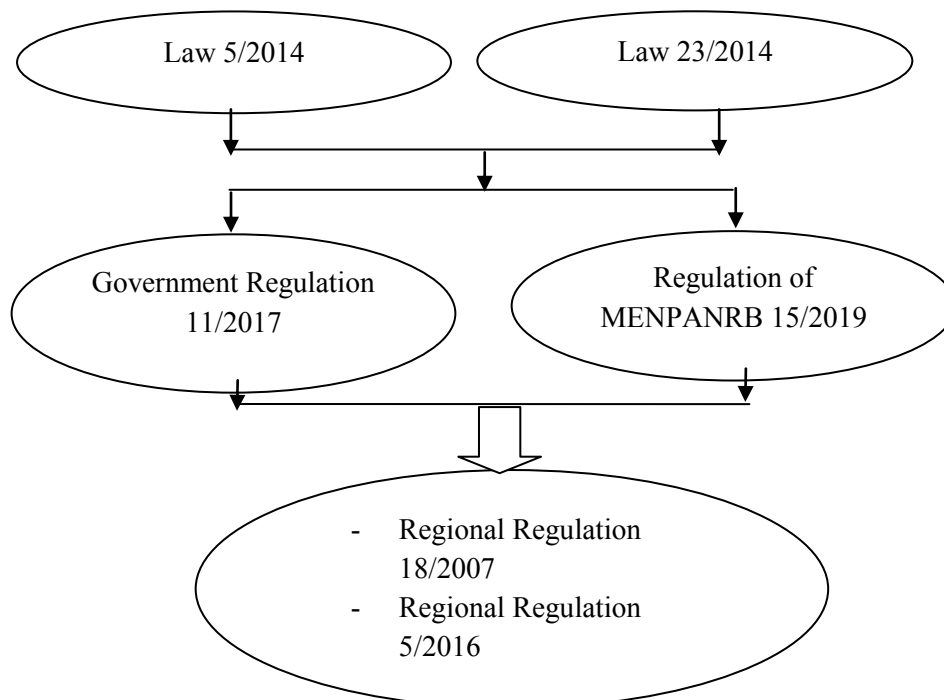 Law 5/2014
Law 23/2014
Government Regulation
11/2017
Regulation of
MENPANRB 15/2019
- Regional Regulation
18/2007
- Regional Regulation
5/2016